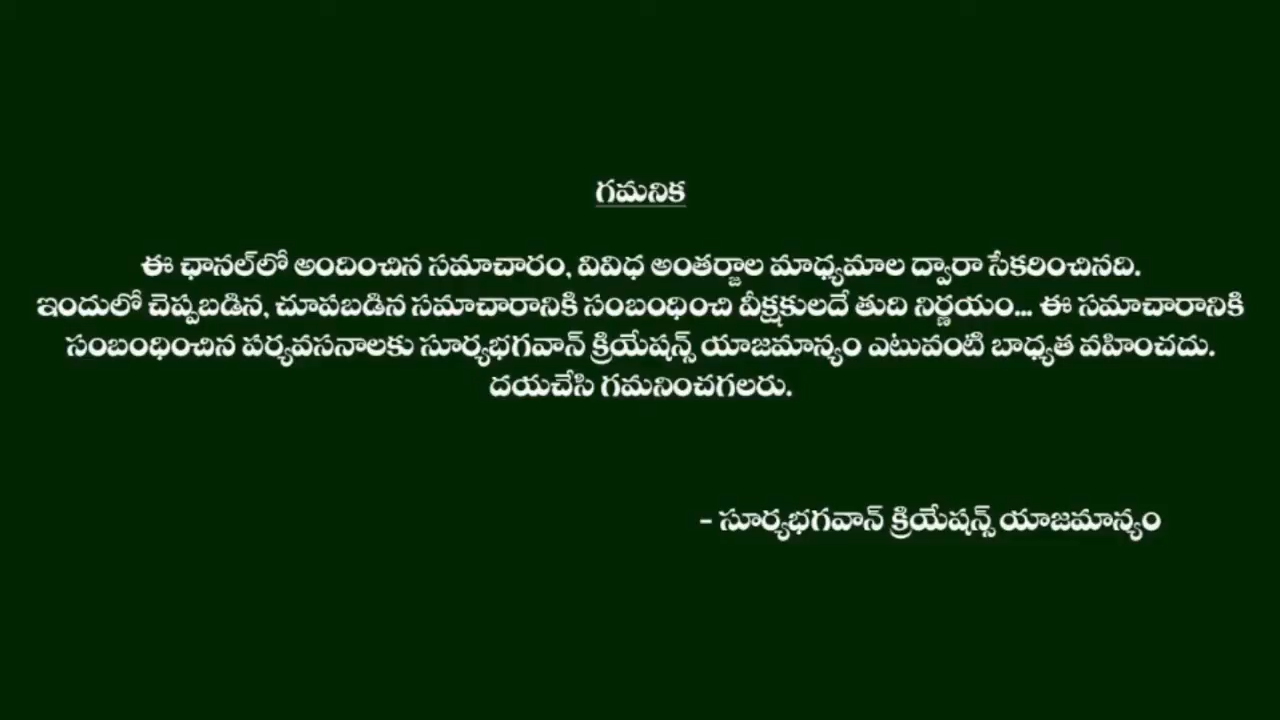 గమనిక
ఈ ఛానల్‌లో అందించిన సమాచారం, వివిధ అంతర్జాల మాధ్యమాల ద్వారా సేకరించినది.
ఇందులో చెప్పబడిన, చూపబడిన సమాచారానికి సంబంధించి వీక్షకులదే తుది నిర్ణయం... ఈ సమాచారానికి
సంబంధించిన పర్యవసనాలకు సూర్యభగవాన్ క్రియేషన్స్ యాజమాన్యం ఎటువంటి బాధ్యత వహించదు.
దయచేసి గమనించగలరు.
- సూర్యభగవాన్ క్రియేషన్స్ యాజమాన్యం